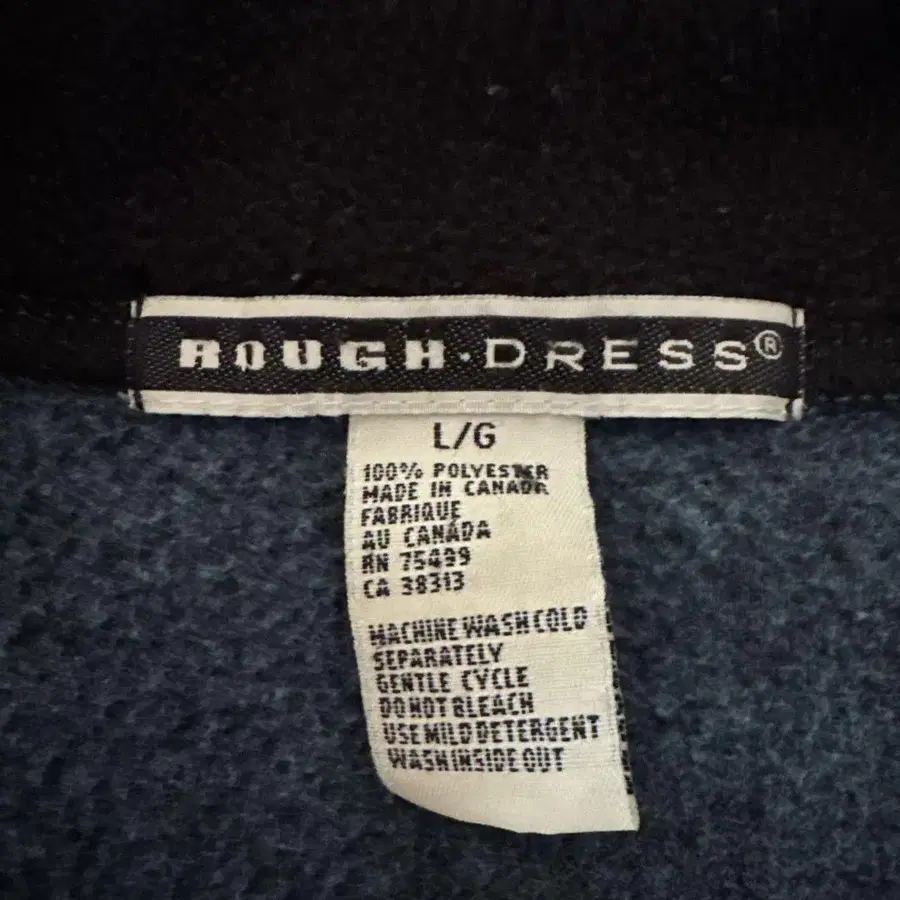 ROUGH·DRESS®
L/G
100% POLYESTER
MADE IN CANADA
FABRIQUE
AU CANADA
RN 75499
CA 38313
MACHINE WASH COLD
SEPARATELY
GENTLE CYCLE
DO NOT BLEACH
USE MILD DETERGENT
WASH INSIDE OUT